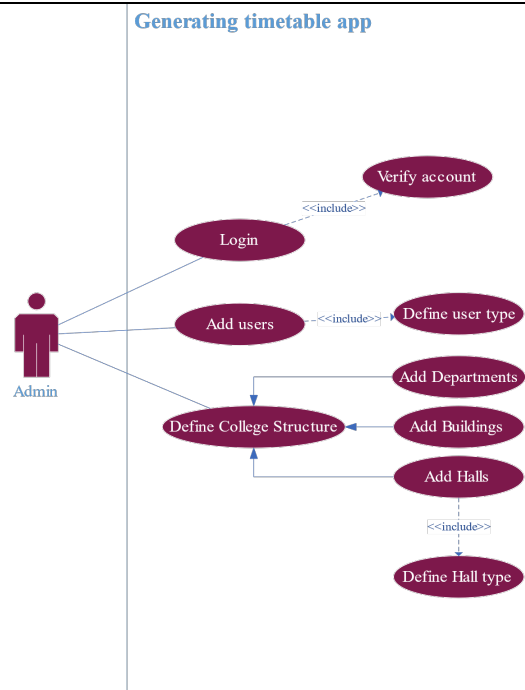 Generating timetable app
Verify account
<<include>>
Login
Add users
<<include>>
Define user type
Admin
Add Departments
Define College Structure
Add Buildings
Add Halls
<<include>>
Define Hall type